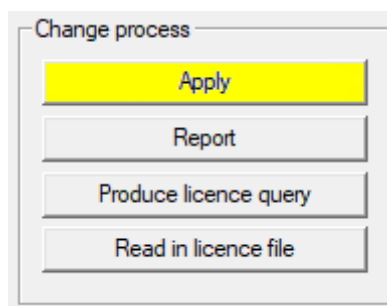 Change process
Apply
Report
Produce licence query
Read in licence file